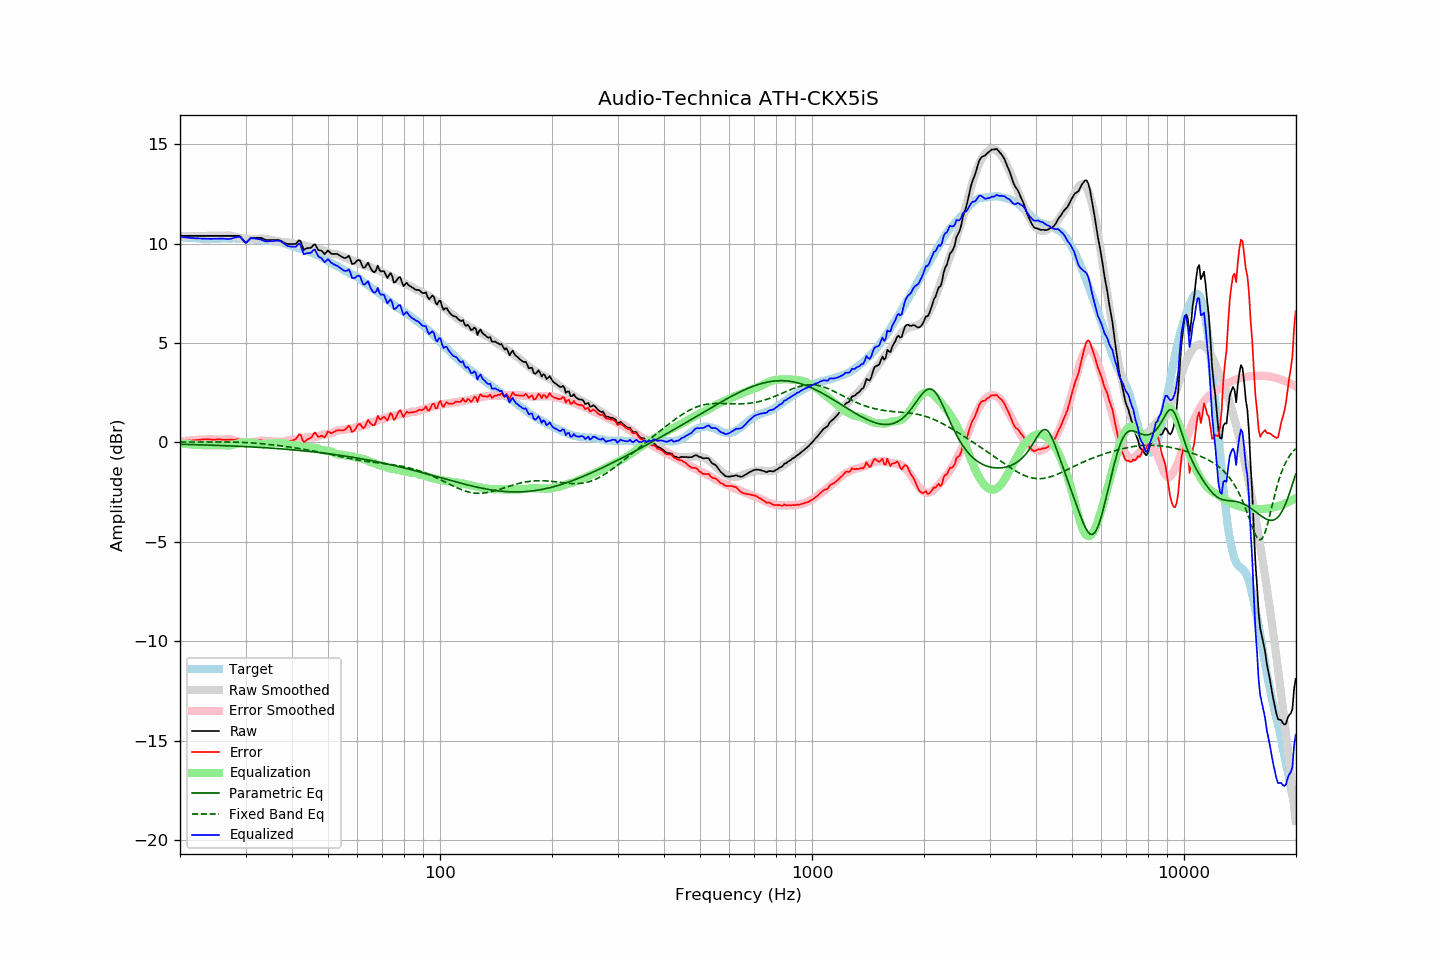 Audio-Technica ATH-CKX5iS
Amplitude (dBr)
15
10
5
0
−5
−10
−15
−20
Target
Raw Smoothed
Error Smoothed
Raw
Error
Equalization
Parametric Eq
Fixed Band Eq
Equalized
100
1000
10000
Frequency (Hz)